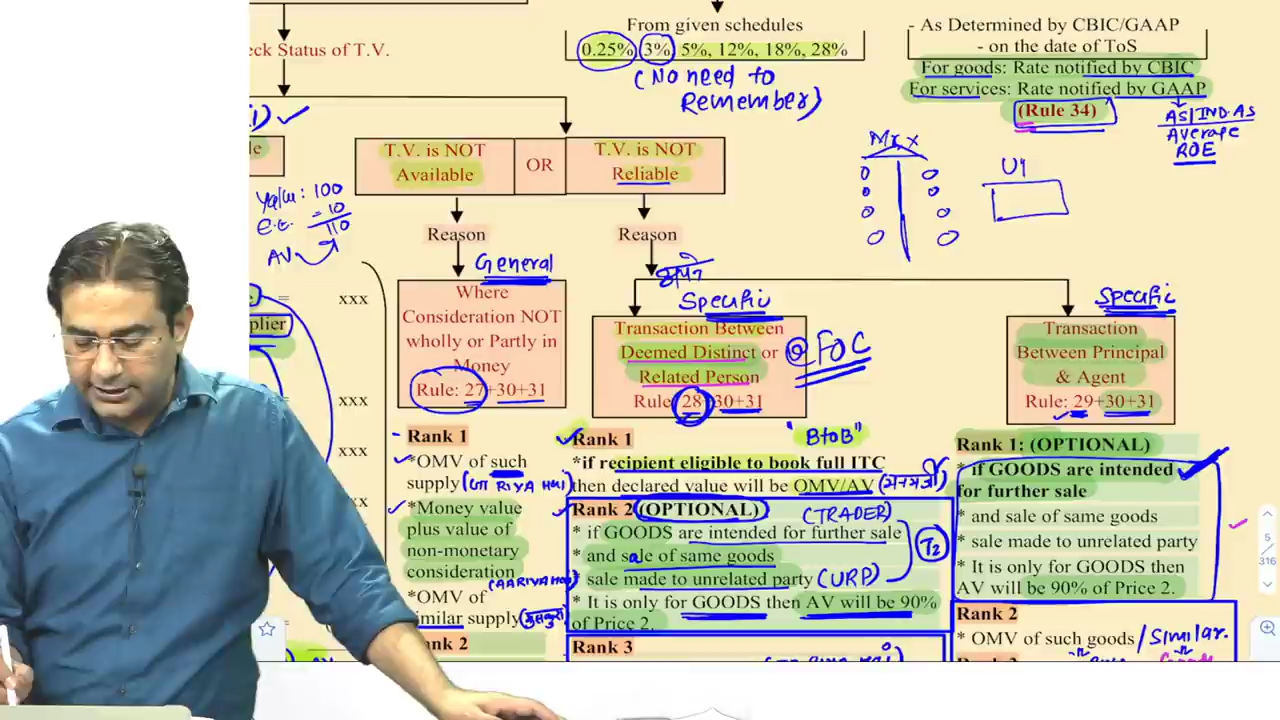 From given schedules
0.25% 3% 5%, 12%, 18%, 28%
(No need to
Remember)
- As Determined by CBIC/GAAP
- on the date of ToS
For goods: Rate notified by CBIC
For services: Rate notified by GAAP
(Rule 34)
AS/IND.AS
Average
ROE
eck Status of T.V.
T.V. is NOT
Available
OR
T.V. is NOT
Reliable
Mr. X
= 10
110
AV
Reason
Reason
General
Where
Consideration NOT
wholly or Partly in
Money
Rule: 27+30+31
Specific
Transaction Between
Deemed Distinct or
Related Person
Rule: 28+30+31
@ FOC
Specific
Transaction
Between Principal
& Agent
Rule: 29+30+31
= xxx
plier
xxx
xxx
xxx
- Rank 1
*OMV of such
supply
*Money value
plus value of
non-monetary
consideration
*OMV of
similar supply
nk 2
Rank 1
"BtoB"
*if recipient eligible to book full ITC
then declared value will be OMV/AV
Rank 2 (OPTIONAL) (TRADER)
* if GOODS are intended for further sale
* and sale of same goods
* sale made to unrelated party (URP)
* It is only for GOODS then AV will be 90%
of Price 2.
T2
Rank 3
Rank 1: (OPTIONAL)
* if GOODS are intended
for further sale
* and sale of same goods
* sale made to unrelated party
* It is only for GOODS then
AV will be 90% of Price 2.
Rank 2
* OMV of such goods / Similar.
5
316